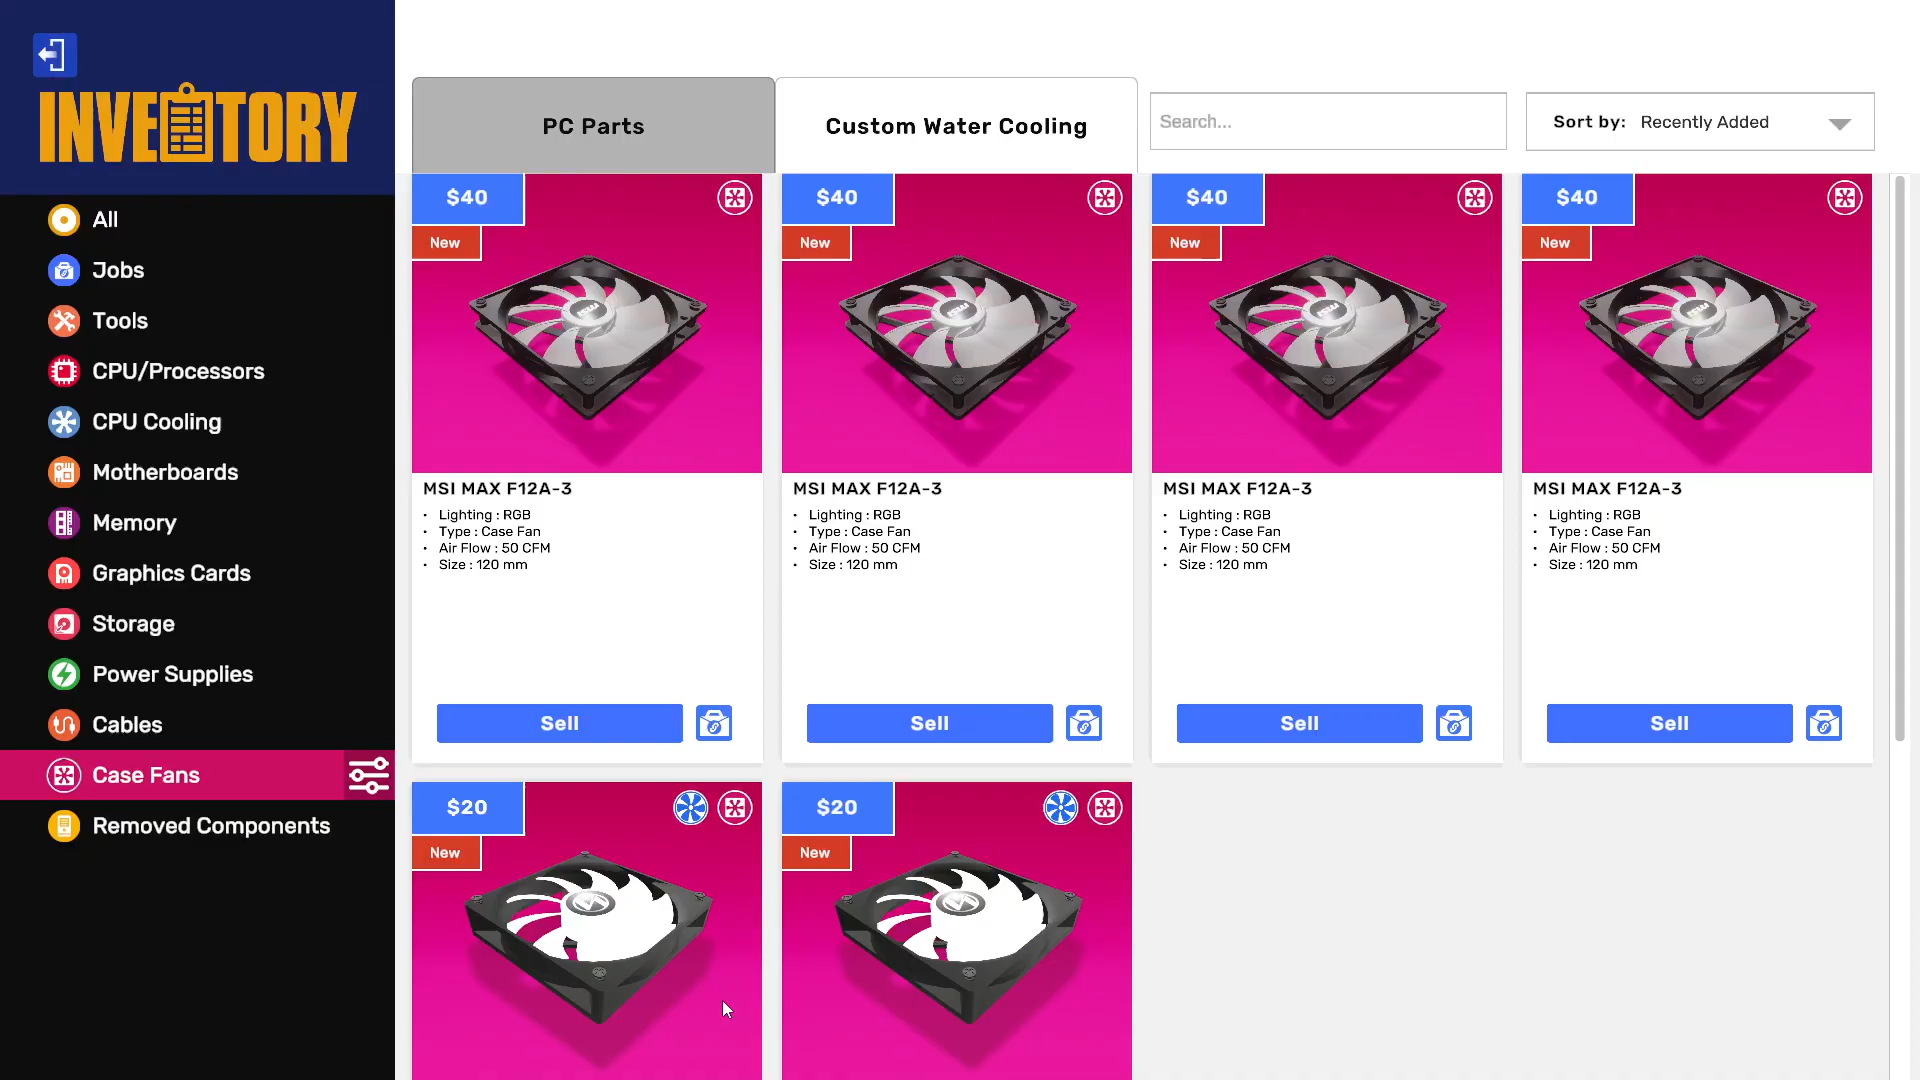 INVENTORY
PC Parts
Custom Water Cooling
Search...
Sort by: Recently Added
All
Jobs
Tools
CPU/Processors
CPU Cooling
Motherboards
Memory
Graphics Cards
Storage
Power Supplies
Cables
Case Fans
Removed Components
$40
New
MSI MAX F12A-3
• Lighting : RGB
• Type : Case Fan
• Air Flow : 50 CFM
• Size : 120 mm
Sell
$40
New
MSI MAX F12A-3
• Lighting : RGB
• Type : Case Fan
• Air Flow : 50 CFM
• Size : 120 mm
Sell
$40
New
MSI MAX F12A-3
• Lighting : RGB
• Type : Case Fan
• Air Flow : 50 CFM
• Size : 120 mm
Sell
$40
New
MSI MAX F12A-3
• Lighting : RGB
• Type : Case Fan
• Air Flow : 50 CFM
• Size : 120 mm
Sell
$20
New
$20
New